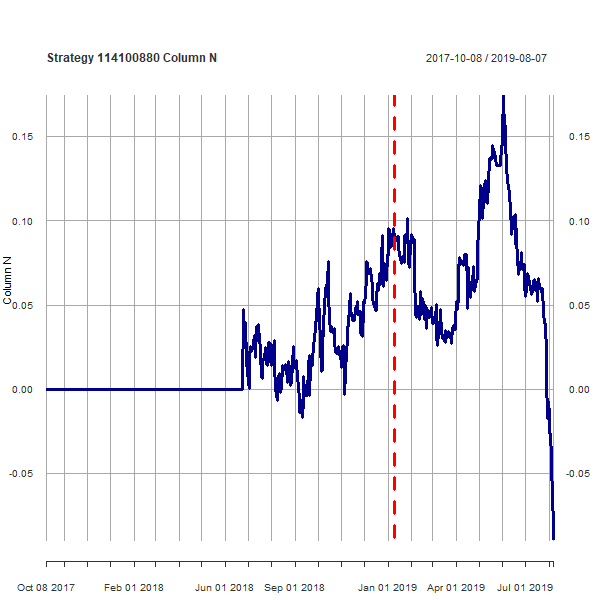 Strategy 114100880 Column N
2017-10-08 / 2019-08-07
0.15
0.15
0.10
0.10
Column N
0.05
0.05
0.00
0.00
-0.05
-0.05
Oct 08 2017
Feb 01 2018
Jun 01 2018
Sep 01 2018
Jan 01 2019
Apr 01 2019
Jul 01 2019